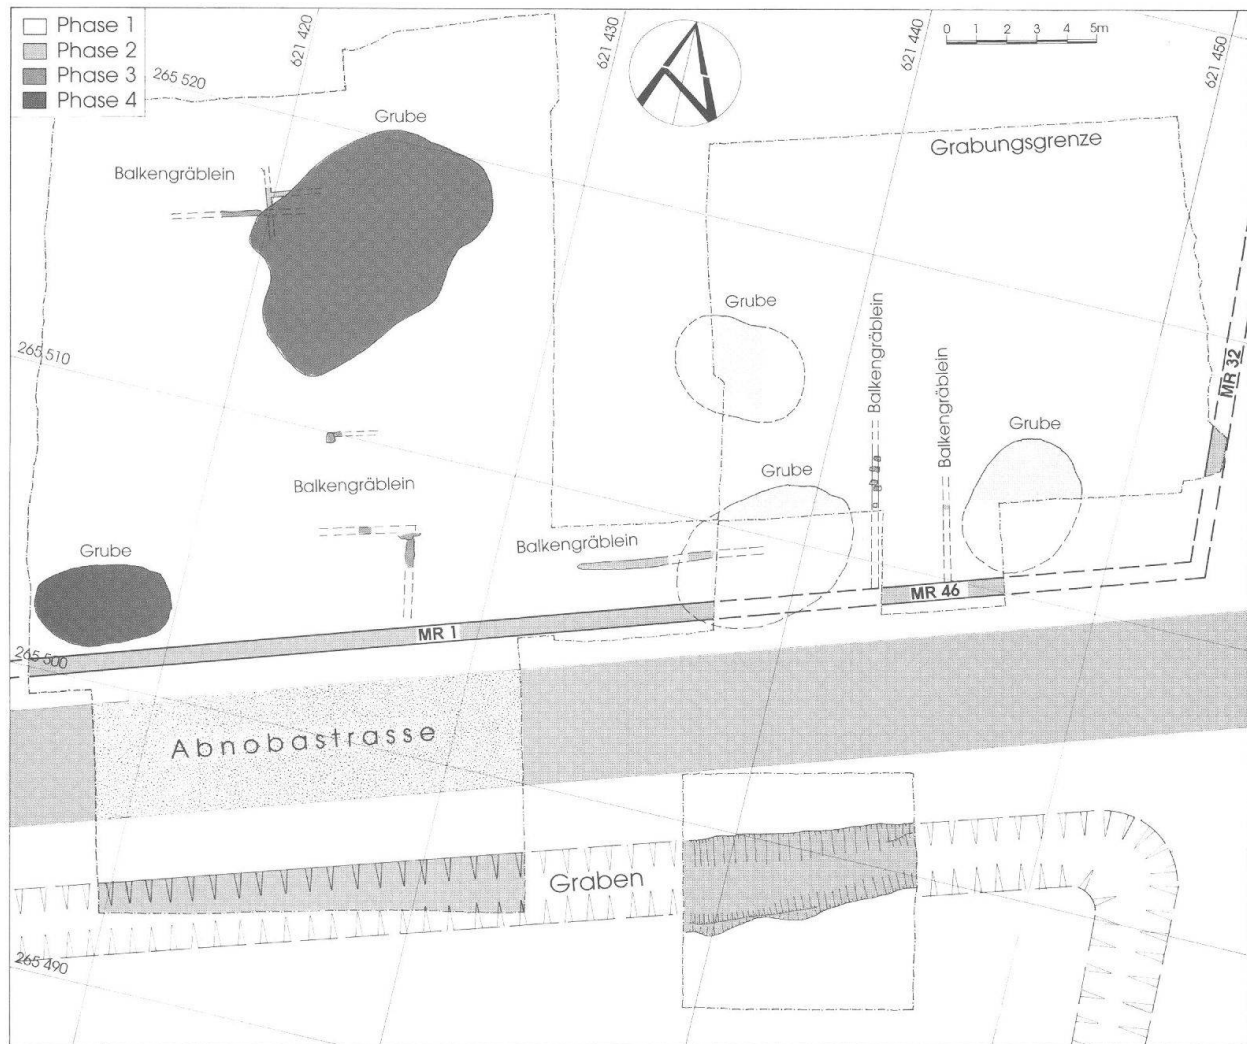 Phase 1
Phase 2
Phase 3
Phase 4
265 520
621 420
621 430
621 440
621 450
0 1 2 3 4 5m
Grube
Balkengräblein
Grabungsgrenze
265 510
Grube
Balkengräblein
Balkengräblein
Grube
MR 32
Balkengräblein
Grube
Balkengräblein
Grube
MR 46
MR 1
265 500
Abnobastrasse
Graben
265 490